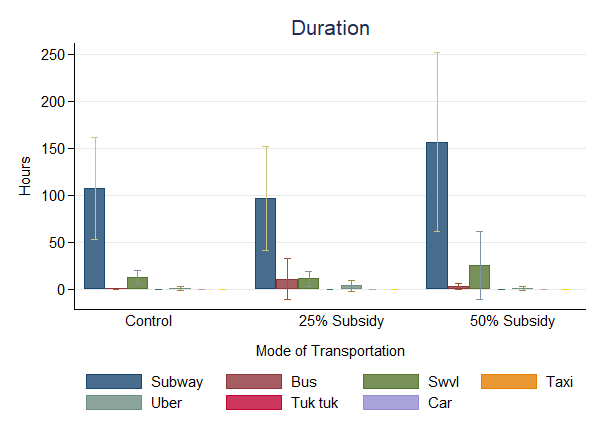 Duration
Hours
250
200
150
100
50
0
Control 25% Subsidy 50% Subsidy
Mode of Transportation
Subway Bus Swvl Taxi
Uber Tuk tuk Car